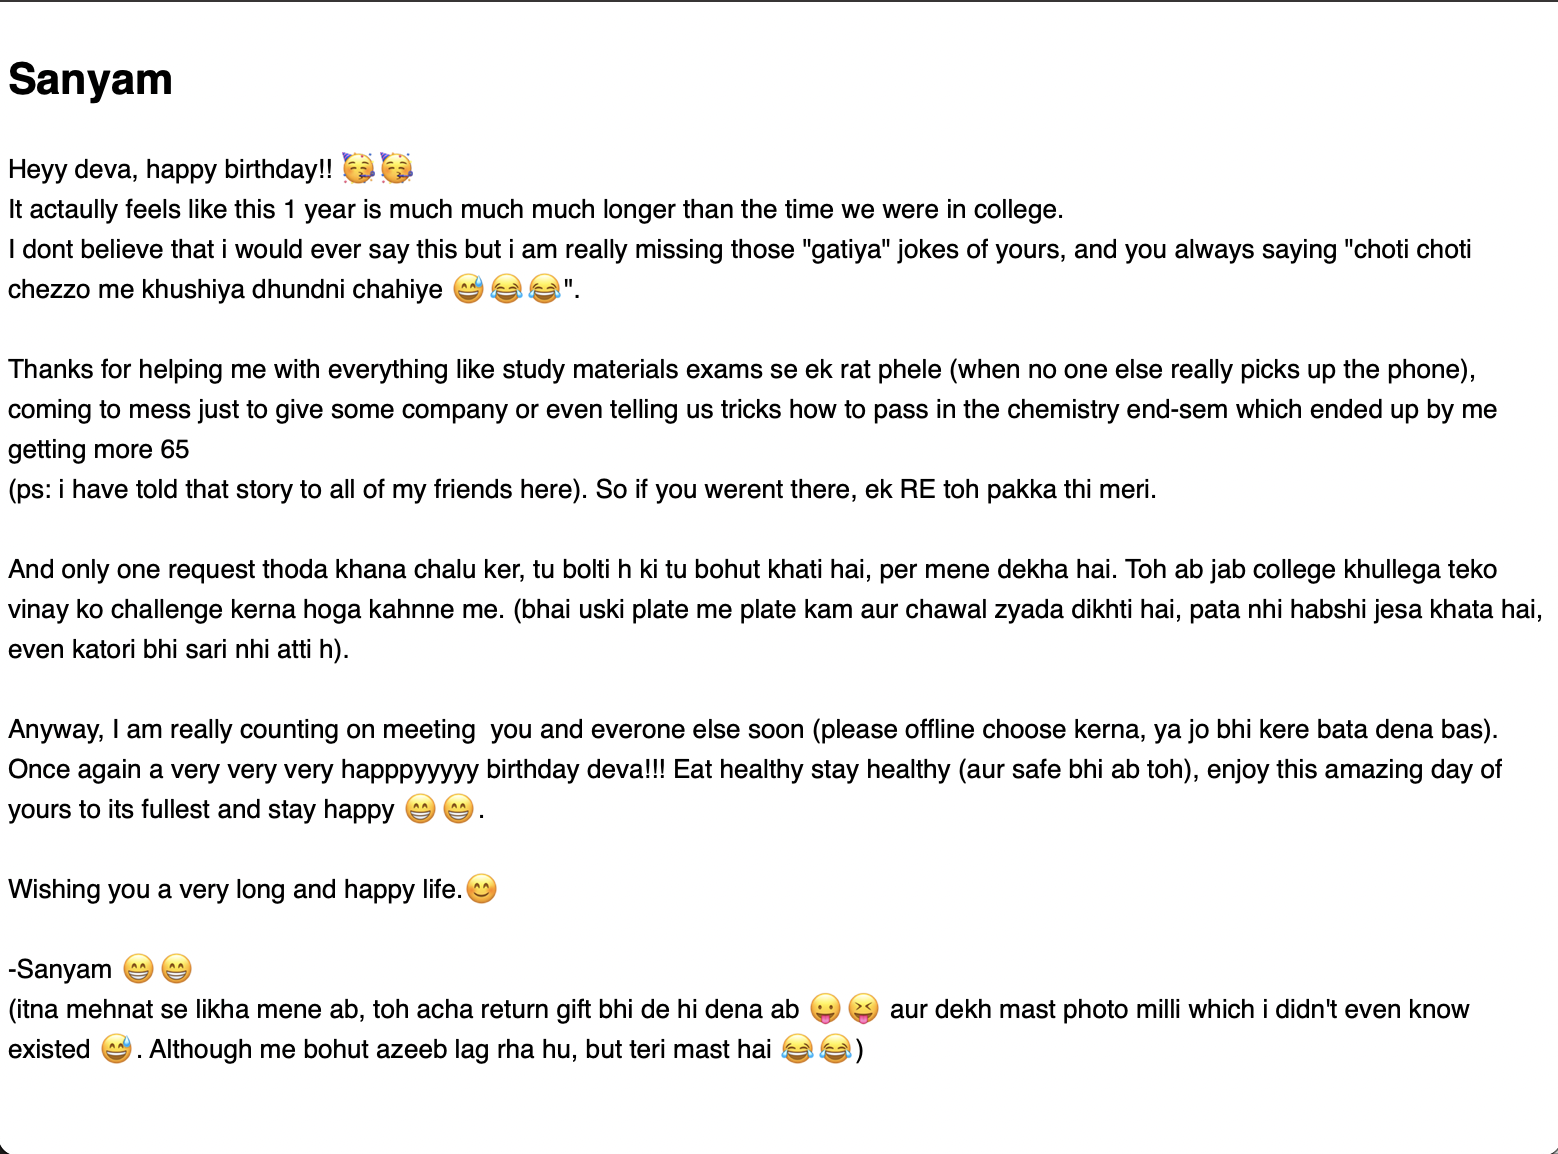 Sanyam
Heyy deva, happy birthday!! 🥳🥳
It actaully feels like this 1 year is much much much longer than the time we were in college.
I dont believe that i would ever say this but i am really missing those "gatiya" jokes of yours, and you always saying "choti choti
chezzo me khushiya dhundni chahiye 😅😂😂".
Thanks for helping me with everything like study materials exams se ek rat phele (when no one else really picks up the phone),
coming to mess just to give some company or even telling us tricks how to pass in the chemistry end-sem which ended up by me
getting more 65
(ps: i have told that story to all of my friends here). So if you werent there, ek RE toh pakka thi meri.
And only one request thoda khana chalu ker, tu bolti h ki tu bohut khati hai, per mene dekha hai. Toh ab jab college khullega teko
vinay ko challenge kerna hoga kahnne me. (bhai uski plate me plate kam aur chawal zyada dikhti hai, pata nhi habshi jesa khata hai,
even katori bhi sari nhi atti h).
Anyway, I am really counting on meeting  you and everone else soon (please offline choose kerna, ya jo bhi kere bata dena bas).
Once again a very very very happpyyyyy birthday deva!!! Eat healthy stay healthy (aur safe bhi ab toh), enjoy this amazing day of
yours to its fullest and stay happy 😁😁.
Wishing you a very long and happy life.😊
-Sanyam 😁😁
(itna mehnat se likha mene ab, toh acha return gift bhi de hi dena ab 😛😝 aur dekh mast photo milli which i didn't even know
existed 😅. Although me bohut azeeb lag rha hu, but teri mast hai 😂😂)